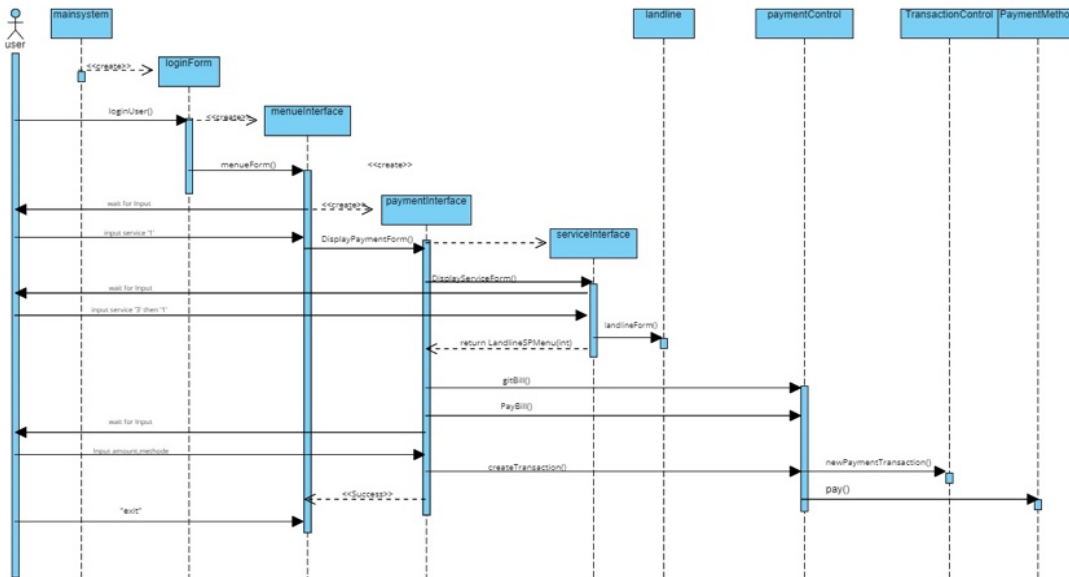 mainsystem
landline
paymentControl
TransactionControl
PaymentMetho
user
<<create>>
loginForm
loginUser()
<<create>>
menueInterface
menueForm()
<<create>>
wait for Input
<<create>>
paymentInterface
input service '1'
DisplayPaymentForm()
serviceInterface
DisplayServiceForm()
wait for Input
input service '3' then '1'
landlineForm()
return LandlineSPMenu(int)
gitBill()
PayBill()
wait for Input
Input amount,methode
createTransaction()
newPaymentTransaction()
<<Success>>
pay()
"exit"